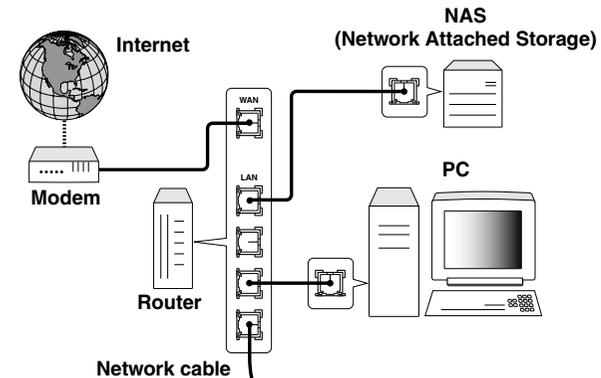 NAS
(Network Attached Storage)
Internet
WAN
Modem
LAN
PC
Router
Network cable